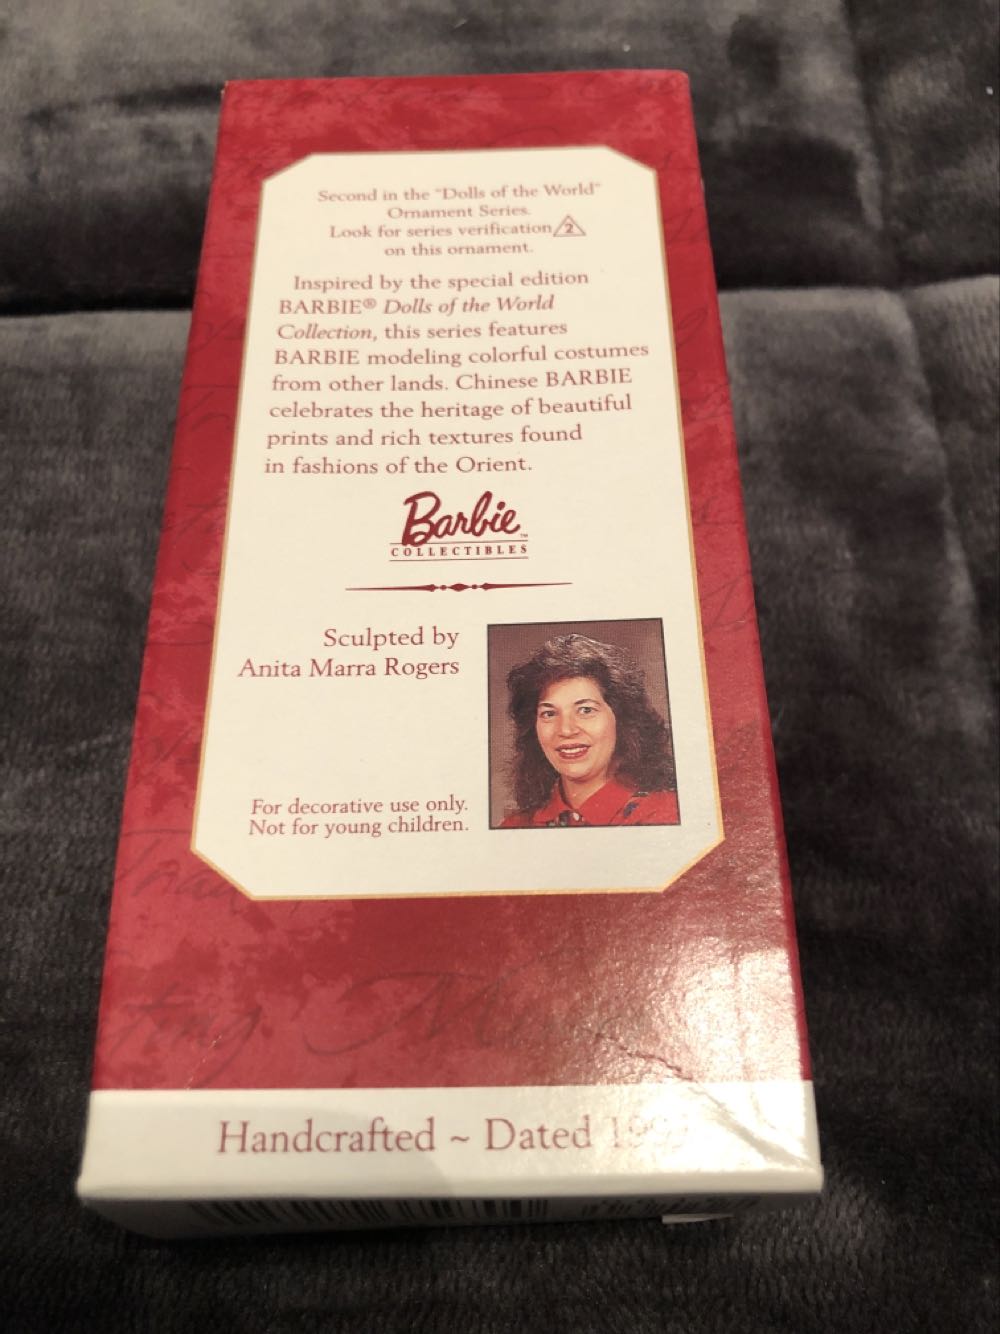 Second in the "Dolls of the World"
Ornament Series.
Look for series verification 2
on this ornament.
Inspired by the special edition
BARBIE® Dolls of the World
Collection, this series features
BARBIE modeling colorful costumes
from other lands. Chinese BARBIE
celebrates the heritage of beautiful
prints and rich textures found
in fashions of the Orient.
Barbie™
COLLECTIBLES
Sculpted by
Anita Marra Rogers
For decorative use only.
Not for young children.
Handcrafted ~ Dated